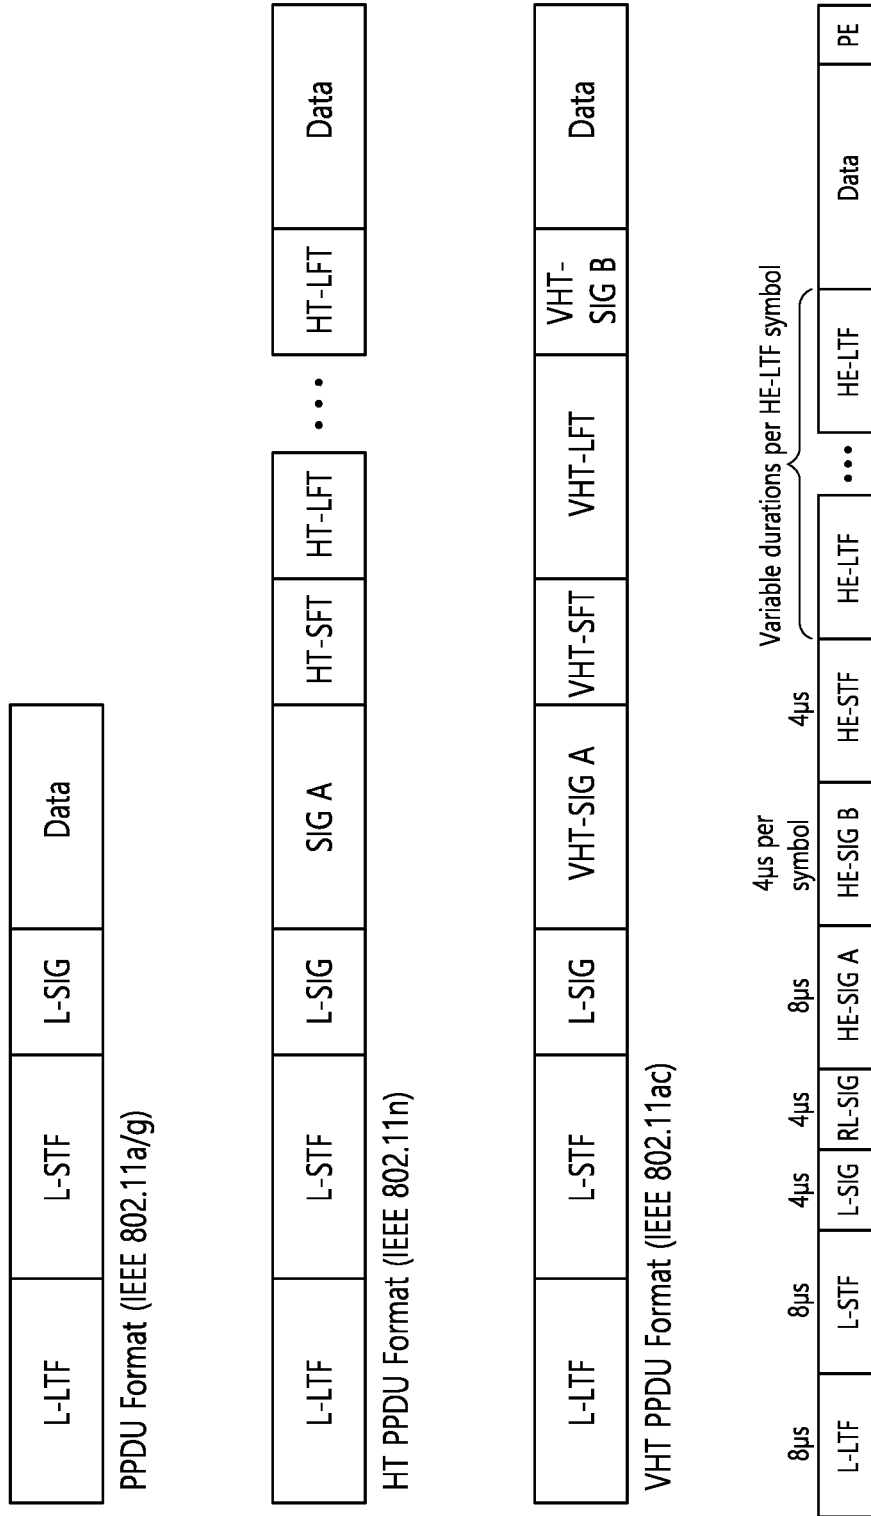 L-LTF
L-STF
L-SIG
Data
PPDU Format (IEEE 802.11a/g)
L-LTF
L-STF
L-SIG
SIG A
HT-SFT
HT-LFT
•••
HT-LFT
Data
HT PPDU Format (IEEE 802.11n)
L-LTF
L-STF
L-SIG
VHT-SIG A
VHT-SFT
VHT-LFT
VHT-
SIG B
Data
VHT PPDU Format (IEEE 802.11ac)
8μs
8μs
4μs
4μs
8μs
4μs per
symbol
4μs
Variable durations per HE-LTF symbol
L-LTF
L-STF
L-SIG
RL-SIG
HE-SIG A
HE-SIG B
HE-STF
HE-LTF
•••
HE-LTF
Data
PE